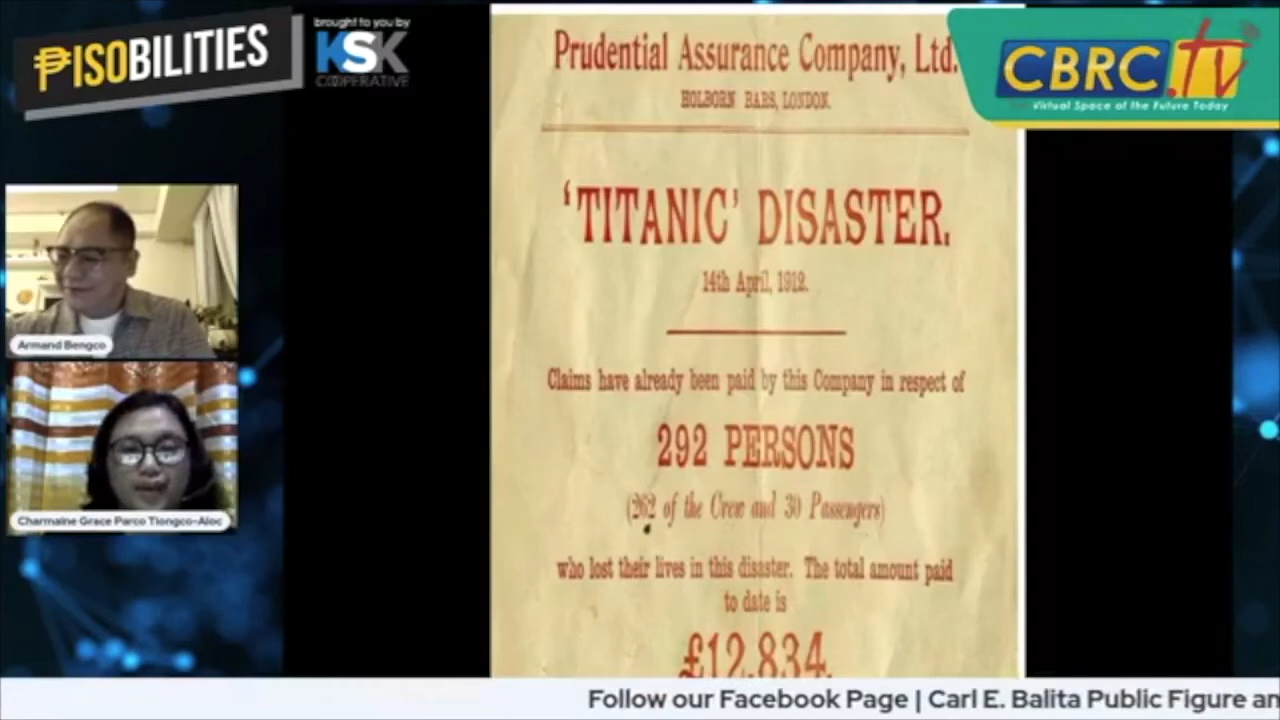 ₱ISOBILITIES
brought to you by
KSK
COOPERATIVE
CBRC.tv
Virtual Space of the Future Today
Prudential Assurance Company, Ltd.
HOLBORN BARS, LONDON.
‘TITANIC’ DISASTER.
14th April, 1912.
Claims have already been paid by this Company in respect of
292 PERSONS
(262 of the Crew and 30 Passengers)
who lost their lives in this disaster. The total amount paid
to date is
£12,834.
Armand Bengco
Charmaine Grace Parco Tiongco-Aloc
Follow our Facebook Page | Carl E. Balita Public Figure an